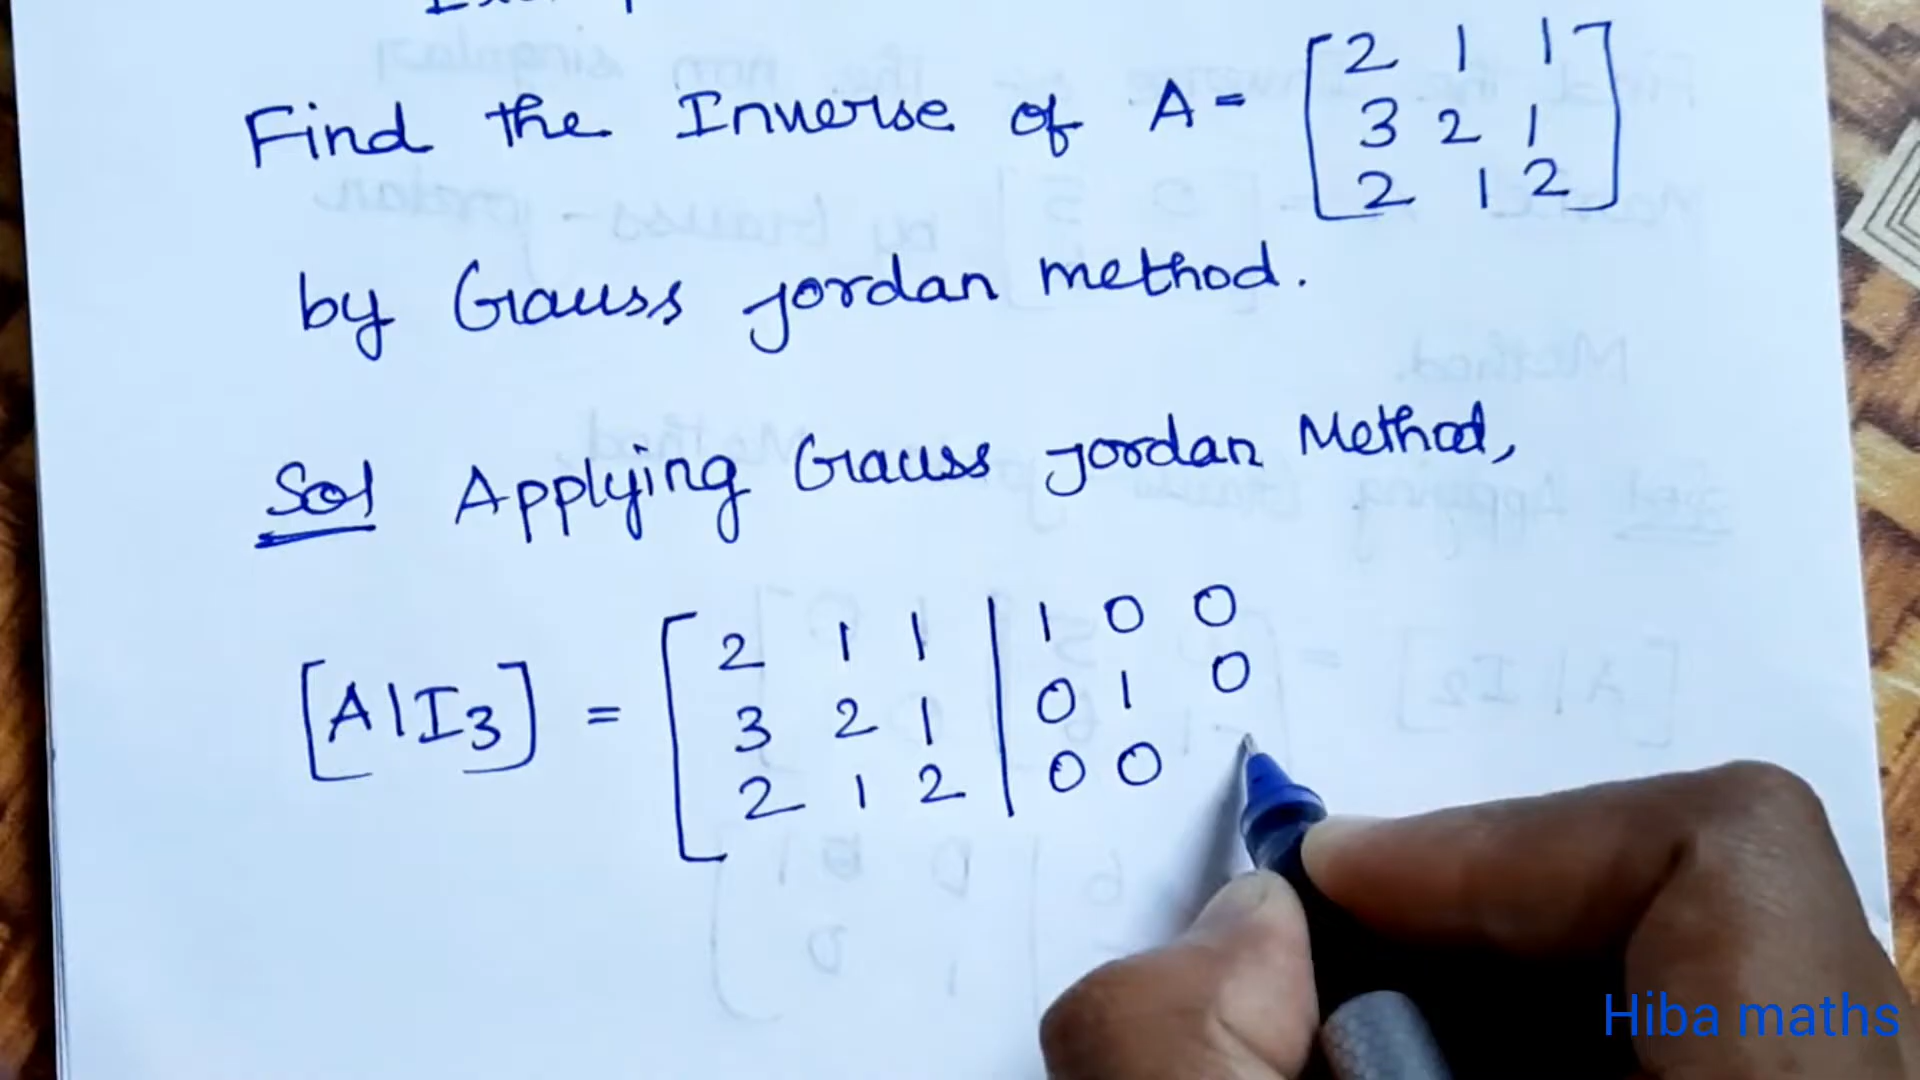 Find the Inverse of A = [2 1 1
3 2 1
2 1 2]
by Gauss jordan method.
Sol Applying Gauss jordan Method,
[A|I3] = [2 1 1 | 1 0 0
3 2 1 | 0 1 0
2 1 2 | 0 0
Hiba maths